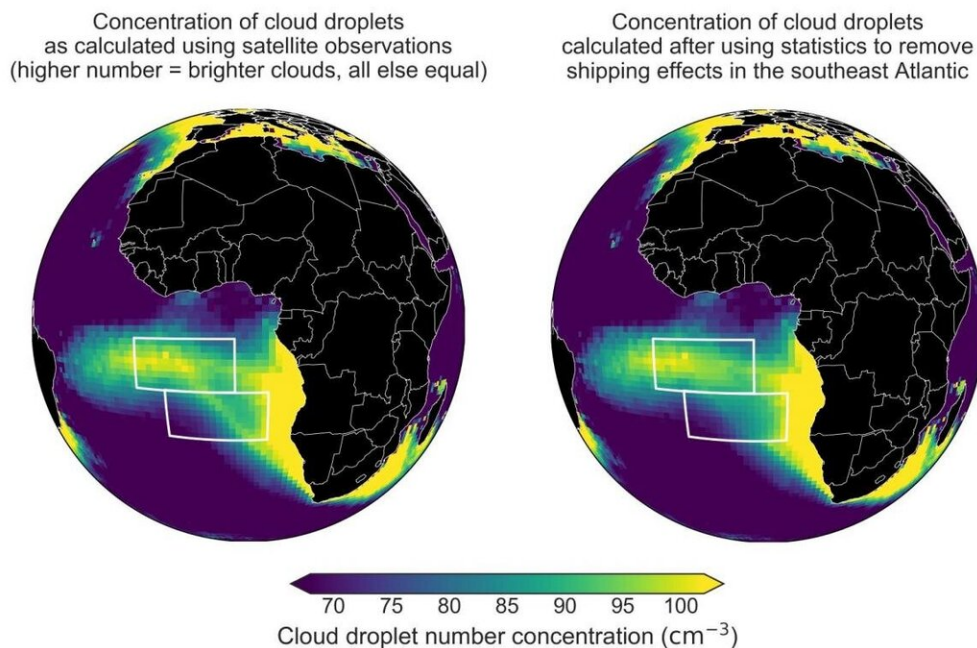 Concentration of cloud droplets
as calculated using satellite observations
(higher number = brighter clouds, all else equal)
Concentration of cloud droplets
calculated after using statistics to remove
shipping effects in the southeast Atlantic
70 75 80 85 90 95 100
Cloud droplet number concentration (cm⁻³)